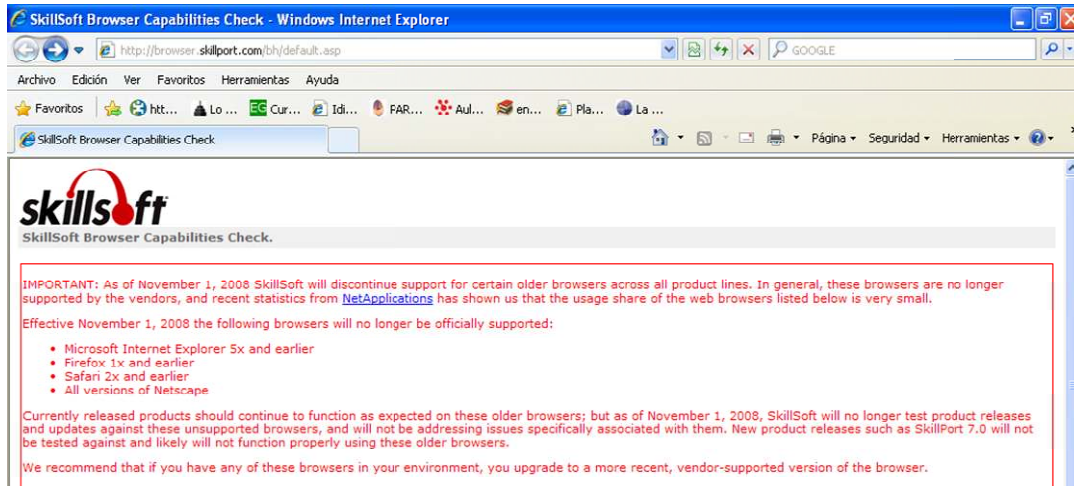 SkillSoft Browser Capabilities Check - Windows Internet Explorer
http://browser.skillport.com/bh/default.asp
GOOGLE
Archivo Edición Ver Favoritos Herramientas Ayuda
Favoritos htt... Lo ... EG Cur... Idi... FAR... Aul... en... Pla... La ...
SkillSoft Browser Capabilities Check Página Seguridad Herramientas
skillsoft
SkillSoft Browser Capabilities Check.
IMPORTANT: As of November 1, 2008 SkillSoft will discontinue support for certain older browsers across all product lines. In general, these browsers are no longer
supported by the vendors, and recent statistics from NetApplications has shown us that the usage share of the web browsers listed below is very small.
Effective November 1, 2008 the following browsers will no longer be officially supported:
• Microsoft Internet Explorer 5x and earlier
• Firefox 1x and earlier
• Safari 2x and earlier
• All versions of Netscape
Currently released products should continue to function as expected on these older browsers; but as of November 1, 2008, SkillSoft will no longer test product releases
and updates against these unsupported browsers, and will not be addressing issues specifically associated with them. New product releases such as SkillPort 7.0 will not
be tested against and likely will not function properly using these older browsers.
We recommend that if you have any of these browsers in your environment, you upgrade to a more recent, vendor-supported version of the browser.